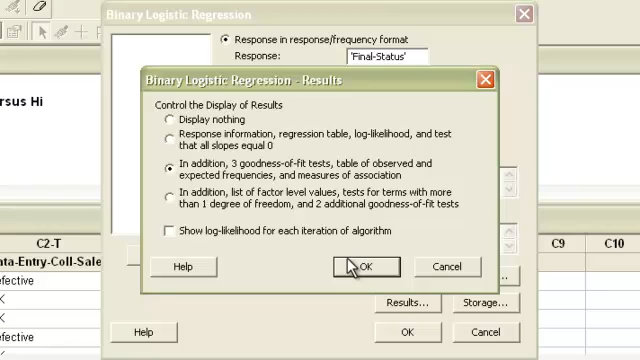 Binary Logistic Regression
Response in response/frequency format
Response: 'Final-Status'
Binary Logistic Regression - Results
Control the Display of Results
Display nothing
Response information, regression table, log-likelihood, and test
that all slopes equal 0
In addition, 3 goodness-of-fit tests, table of observed and
expected frequencies, and measures of association
In addition, list of factor level values, tests for terms with more
than 1 degree of freedom, and 2 additional goodness-of-fit tests
Show log-likelihood for each iteration of algorithm
Help OK Cancel
Results... Storage...
Help OK Cancel
rsus Hi
C2-T C9 C10
ata-Entry-Coll-Sale
efective
K
K
efective
K